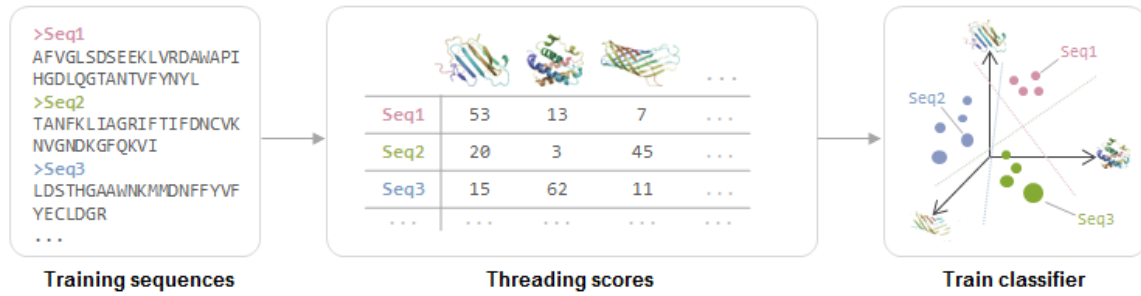 >Seq1
AFVGLSDSEEKLVRDAWAPI
HGDLQGTANTVFYNYL
>Seq2
TANFKLIAGRIFTIFDNCVK
NVGNDKGFQKVI
>Seq3
LDSTHGAAWNKMMDNFFYVF
YECLDGR
...
Training sequences
...
Seq1 53 13 7 ...
Seq2 20 3 45 ...
Seq3 15 62 11 ...
... ... ... ... ...
Threading scores
Seq1
Seq2
Seq3
Train classifier